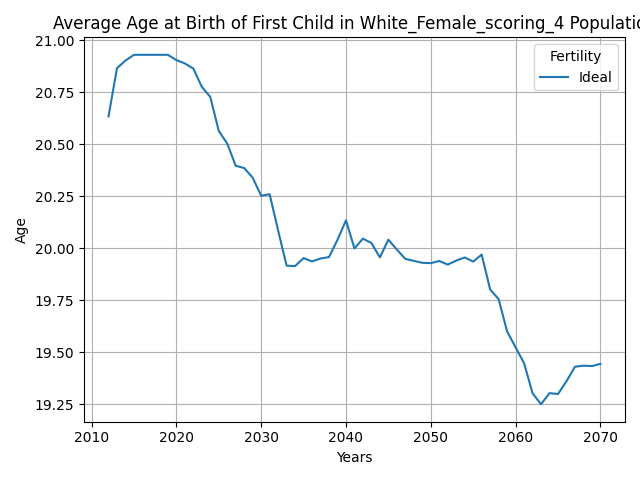 Average Age at Birth of First Child in White_Female_scoring_4 Populatio
Fertility
Ideal
Age
21.00
20.75
20.50
20.25
20.00
19.75
19.50
19.25
2010 2020 2030 2040 2050 2060 2070
Years